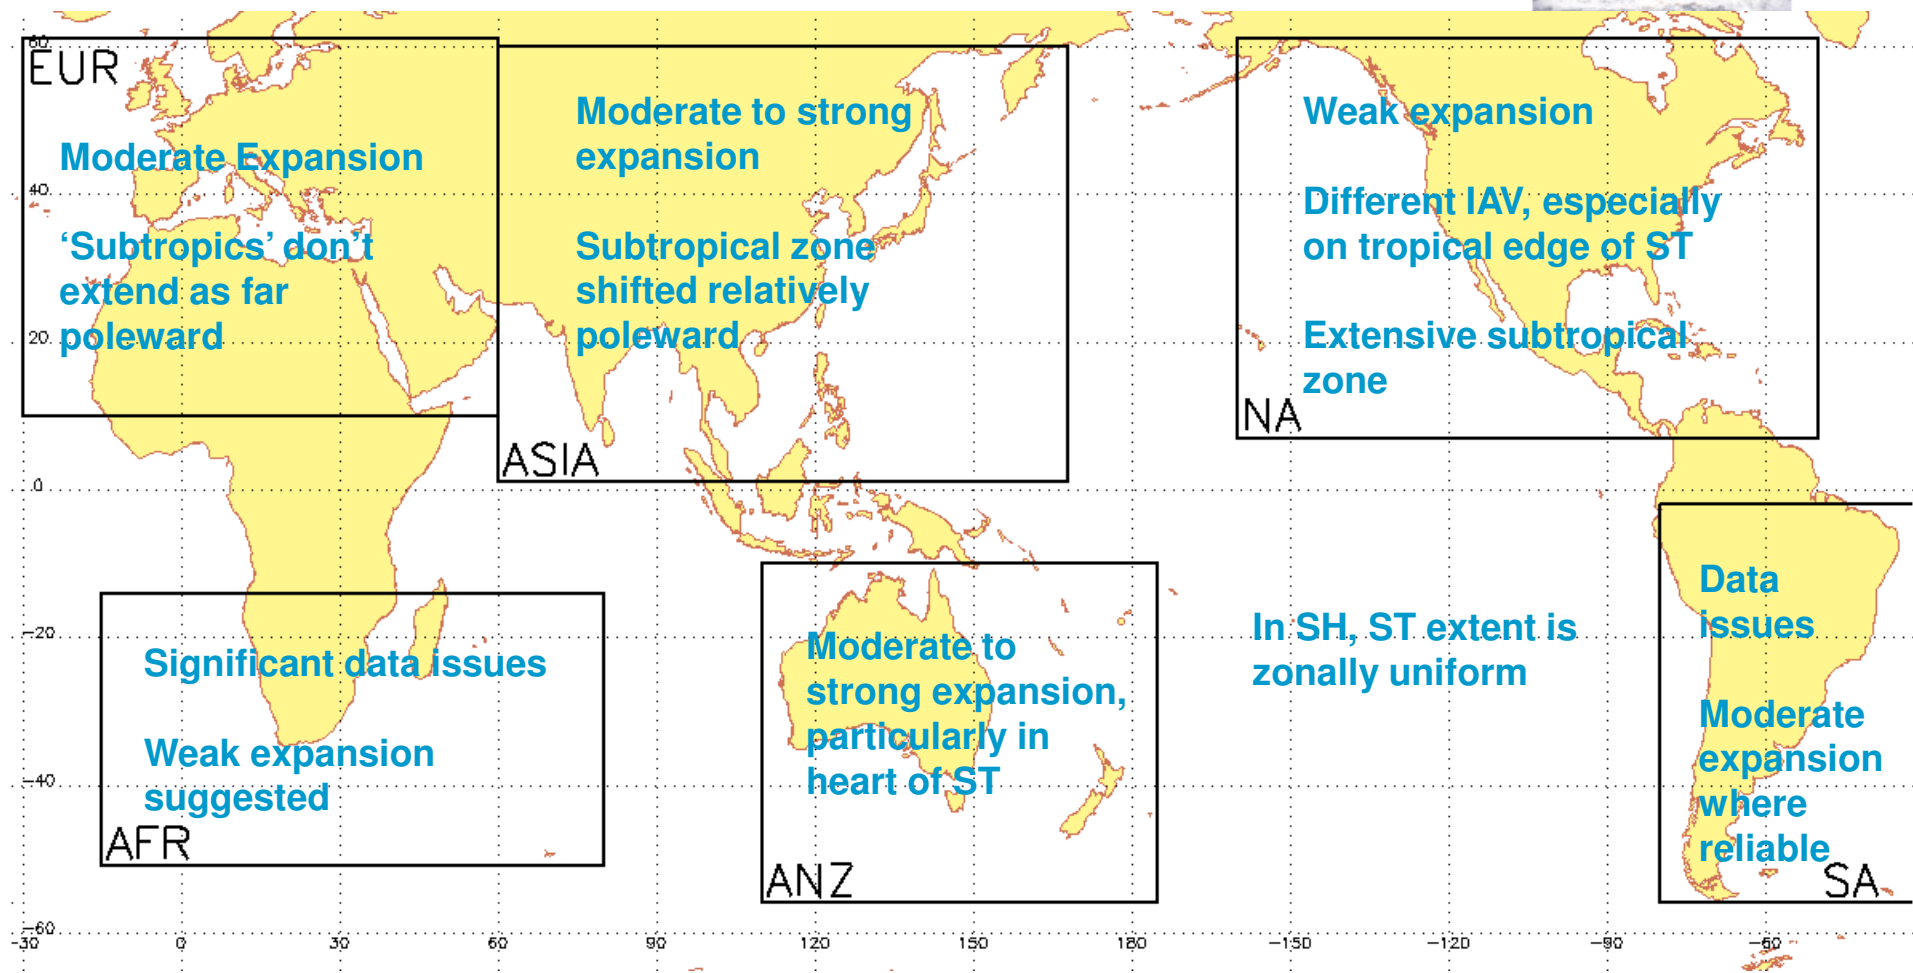 60
EUR
Moderate Expansion
40
‘Subtropics’ don’t
extend as far
poleward
20
Moderate to strong
expansion
Subtropical zone
shifted relatively
poleward
ASIA
Weak expansion
Different IAV, especially
on tropical edge of ST
Extensive subtropical
zone
NA
0
-20
Significant data issues
Weak expansion
suggested
-40
AFR
Moderate to
strong expansion,
particularly in
heart of ST
ANZ
In SH, ST extent is
zonally uniform
Data
issues
Moderate
expansion
where
reliable
SA
-60
-30 0 30 60 90 120 150 180 -150 -120 -90 -60